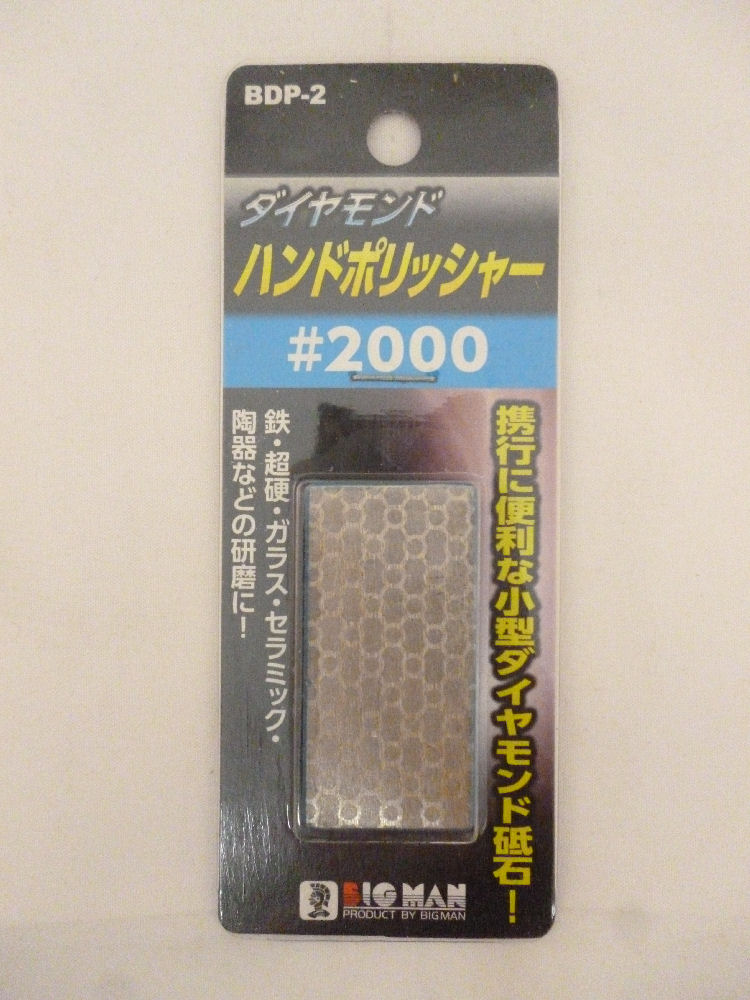 BDP-2
ダイヤモンド
ハンドポリッシャー
#2000
携行に便利な小型ダイヤモンド砥石!
鉄・超硬・ガラス・セラミック・
陶器などの研磨に!
BIG MAN
PRODUCT BY BIGMAN